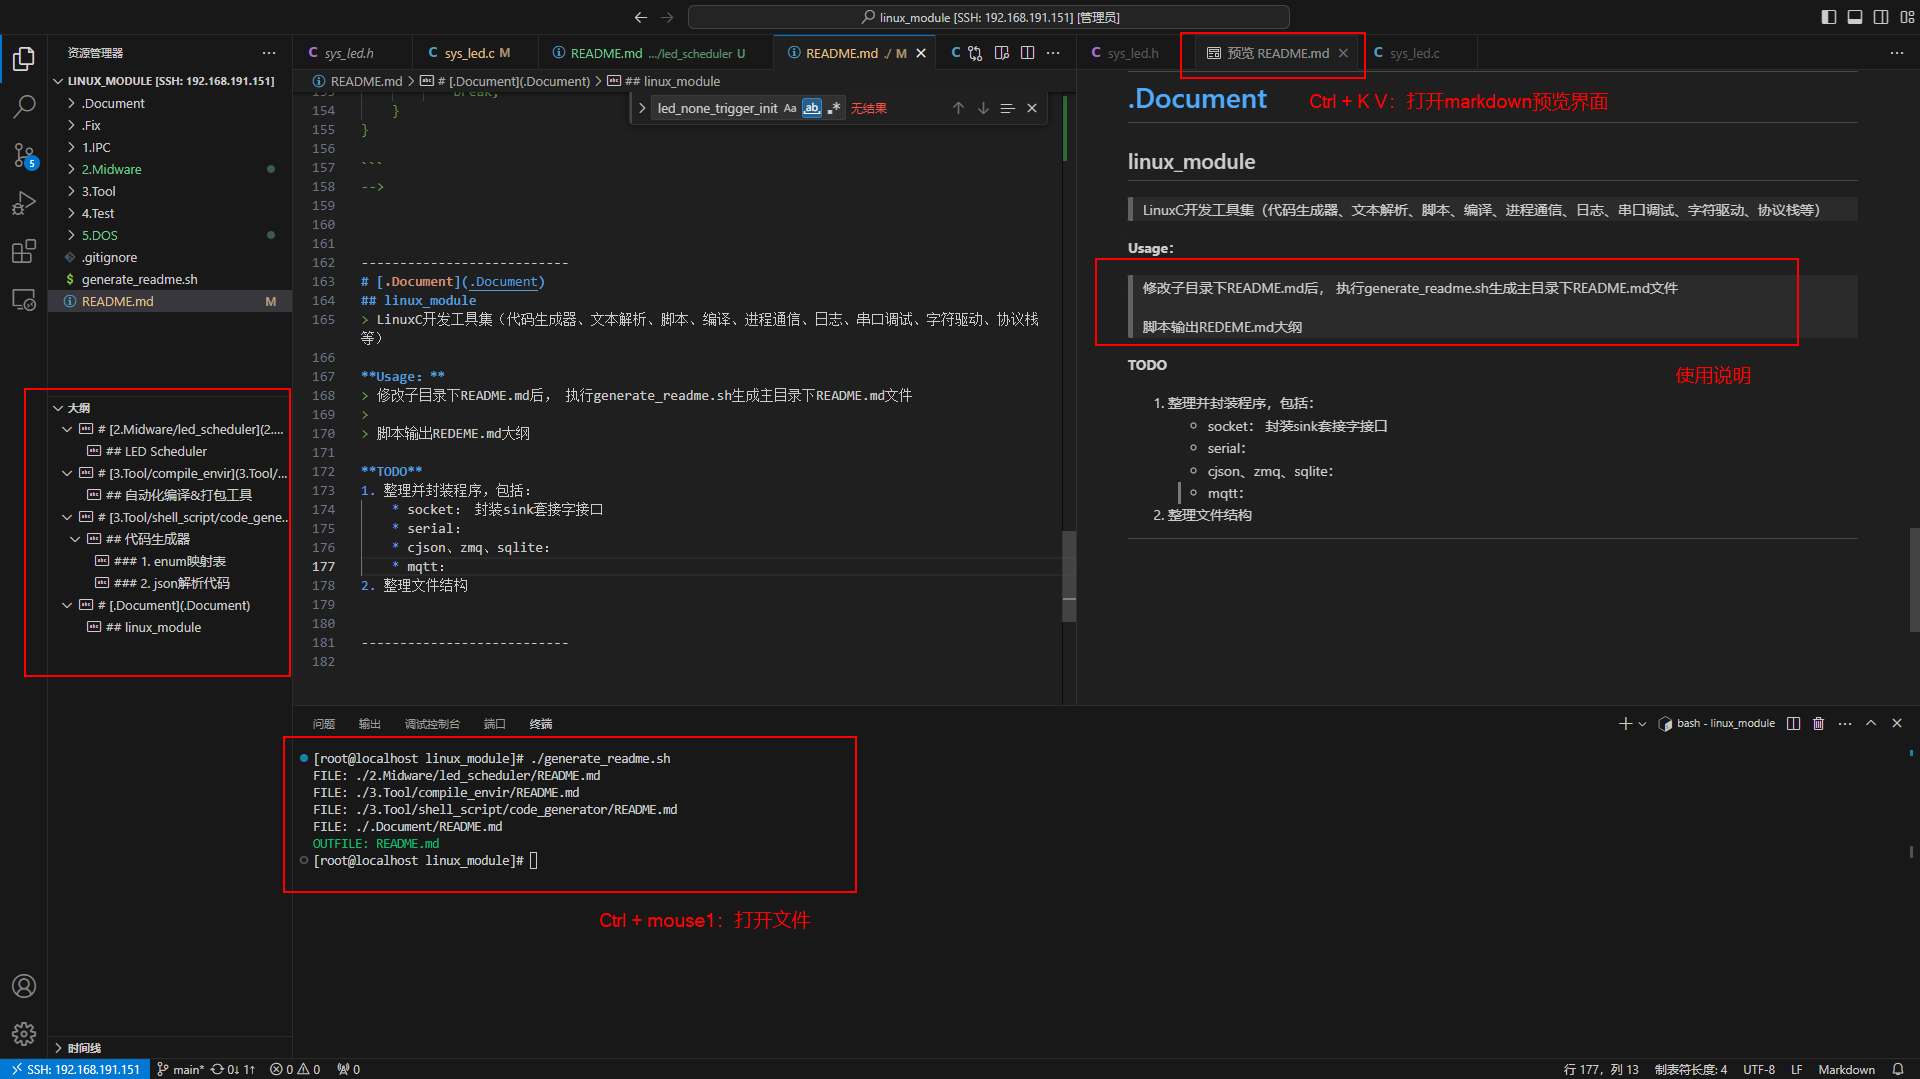 linux_module [SSH: 192.168.191.151] [管理员]
资源管理器
LINUX_MODULE [SSH: 192.168.191.151]
.Document
.Fix
1.IPC
2.Midware
3.Tool
4.Test
5.DOS
.gitignore
$ generate_readme.sh
README.md M
5
大纲
# [2.Midware/led_scheduler](2....
## LED Scheduler
# [3.Tool/compile_envir](3.Tool/...
## 自动化编译&打包工具
# [3.Tool/shell_script/code_gene...
## 代码生成器
### 1. enum映射表
### 2. json解析代码
# [.Document](.Document)
## linux_module
时间线
C sys_led.h
C sys_led.c M
README.md .../led_scheduler U
README.md ./ M
C
README.md > # [.Document](.Document) > ## linux_module
led_none_trigger_init Aa ab .* 无结果
153 break;
154 }
155 }
156
157 ```
158 -->
159
160
161
162 ---------------------------
163 # [.Document](.Document)
164 ## linux_module
165 > LinuxC开发工具集（代码生成器、文本解析、脚本、编译、进程通信、日志、串口调试、字符驱动、协议栈
等）
166
167 **Usage: **
168 > 修改子目录下README.md后， 执行generate_readme.sh生成主目录下README.md文件
169 >
170 > 脚本输出REDEME.md大纲
171
172 **TODO**
173 1. 整理并封装程序，包括：
174 * socket： 封装sink套接字接口
175 * serial：
176 * cjson、zmq、sqlite：
177 * mqtt：
178 2. 整理文件结构
179
180
181 ---------------------------
182
C sys_led.h
预览 README.md
C sys_led.c
.Document
Ctrl + K V：打开markdown预览界面
linux_module
LinuxC开发工具集（代码生成器、文本解析、脚本、编译、进程通信、日志、串口调试、字符驱动、协议栈等）
Usage：
修改子目录下README.md后， 执行generate_readme.sh生成主目录下README.md文件
脚本输出REDEME.md大纲
TODO
使用说明
1. 整理并封装程序，包括：
socket： 封装sink套接字接口
serial：
cjson、zmq、sqlite：
mqtt：
2. 整理文件结构
问题 输出 调试控制台 端口 终端
bash - linux_module
[root@localhost linux_module]# ./generate_readme.sh
FILE: ./2.Midware/led_scheduler/README.md
FILE: ./3.Tool/compile_envir/README.md
FILE: ./3.Tool/shell_script/code_generator/README.md
FILE: ./.Document/README.md
OUTFILE: README.md
[root@localhost linux_module]#
Ctrl + mouse1：打开文件
SSH: 192.168.191.151 main* 0↓ 1↑ 0 0 0
行 177，列 13 制表符长度: 4 UTF-8 LF Markdown